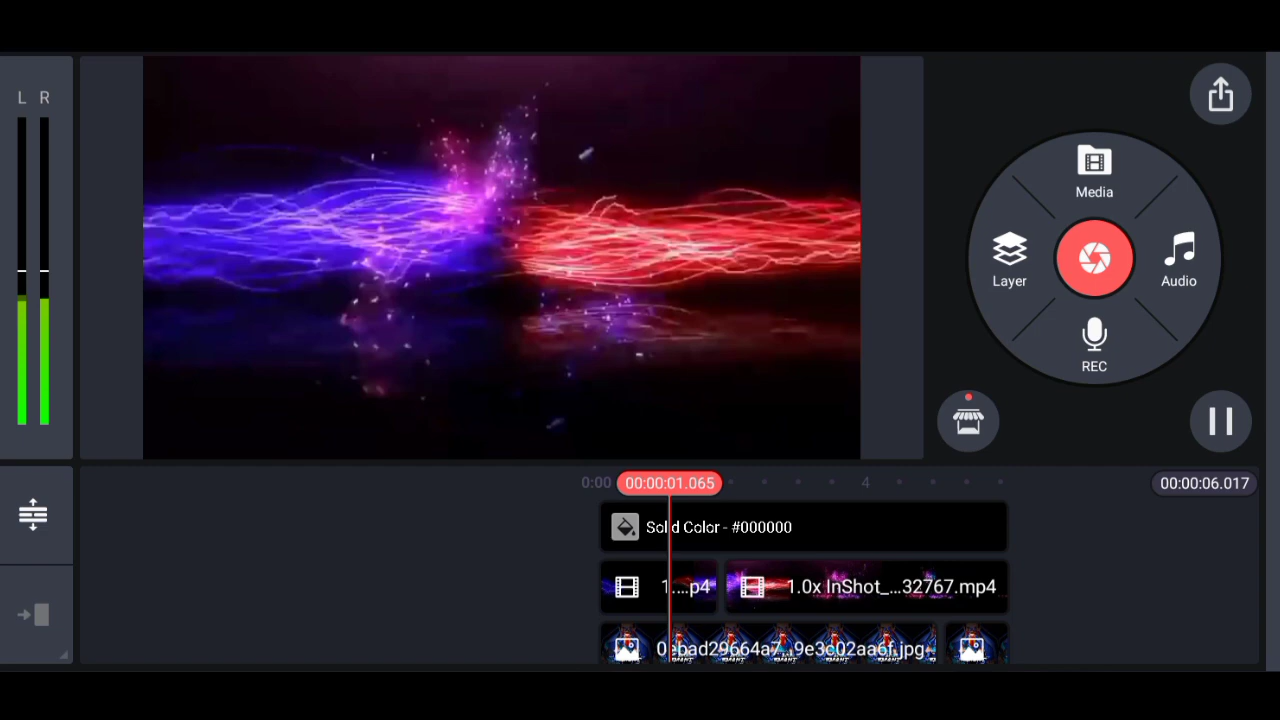 L R
Media
Layer
Audio
REC
0:00
00:00:01.065
4
00:00:06.017
Solid Color - #000000
1....p4
1.0x InShot_...32767.mp4
0ebad29664a7...9e3c02aa6f.jpg